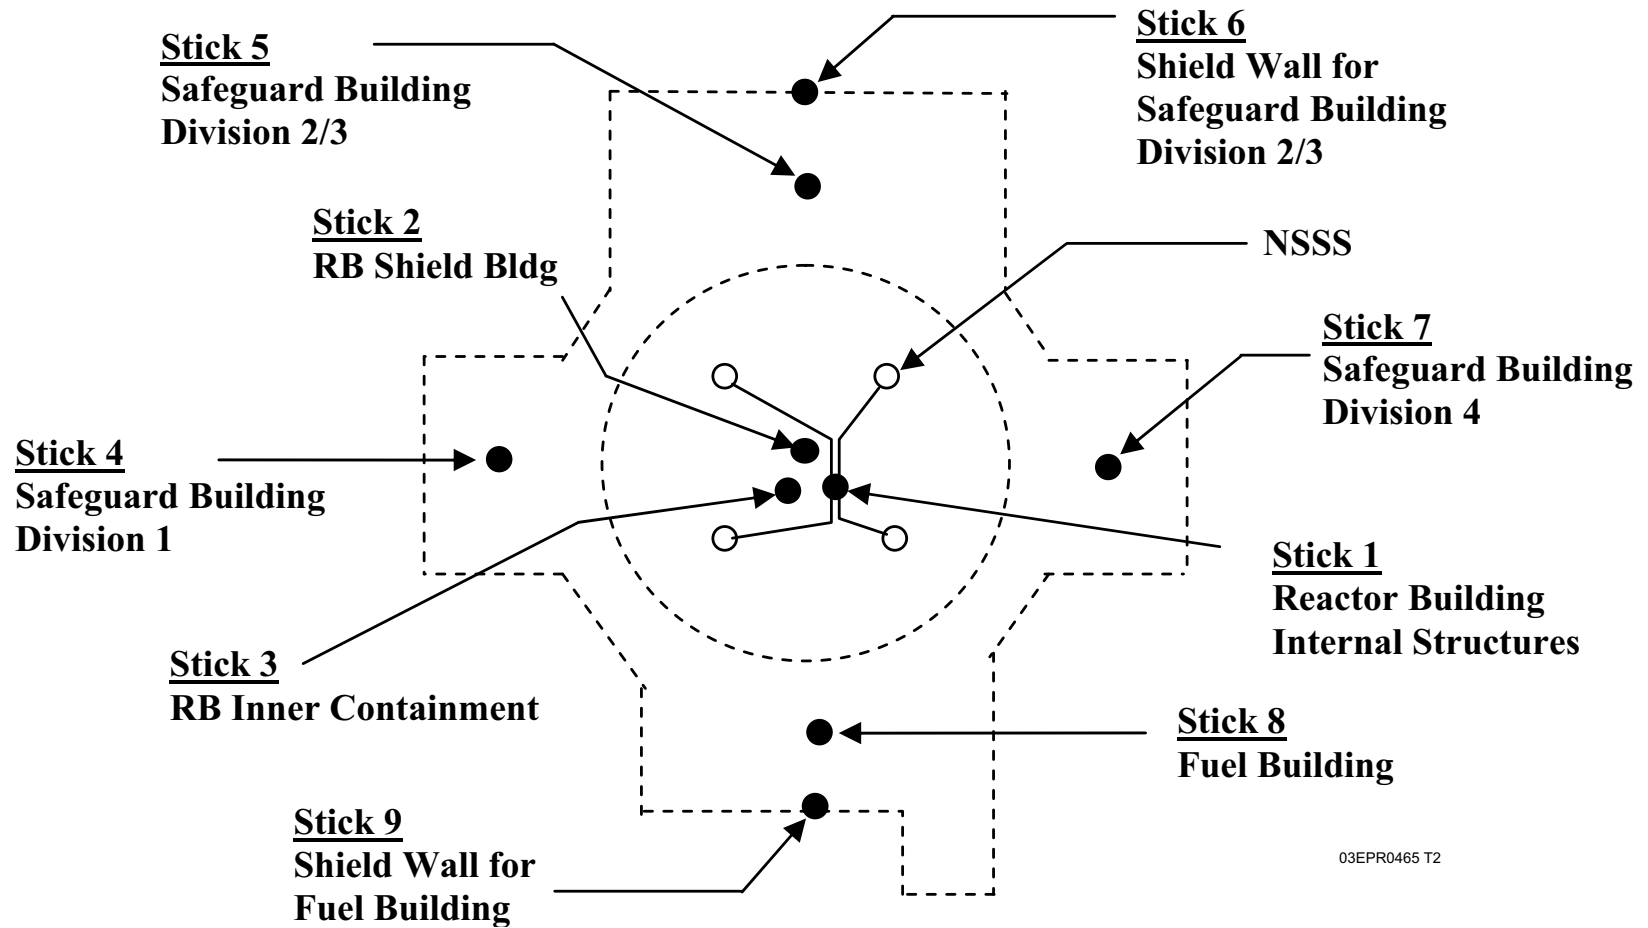 Stick 5
Safeguard Building
Division 2/3
Stick 6
Shield Wall for
Safeguard Building
Division 2/3
Stick 2
RB Shield Bldg
NSSS
Stick 7
Safeguard Building
Division 4
Stick 4
Safeguard Building
Division 1
Stick 1
Reactor Building
Internal Structures
Stick 3
RB Inner Containment
Stick 8
Fuel Building
Stick 9
Shield Wall for
Fuel Building
03EPR0465 T2